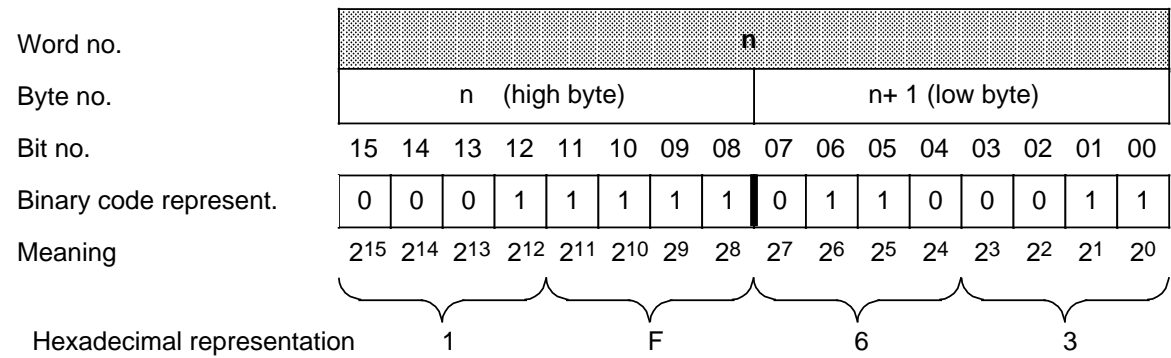 Word no. n
Byte no. n (high byte) n+ 1 (low byte)
Bit no. 15 14 13 12 11 10 09 08 07 06 05 04 03 02 01 00
Binary code represent. 0 0 0 1 1 1 1 1 0 1 1 0 0 0 1 1
Meaning 2¹⁵ 2¹⁴ 2¹³ 2¹² 2¹¹ 2¹⁰ 2⁹ 2⁸ 2⁷ 2⁶ 2⁵ 2⁴ 2³ 2² 2¹ 2⁰
Hexadecimal representation 1 F 6 3